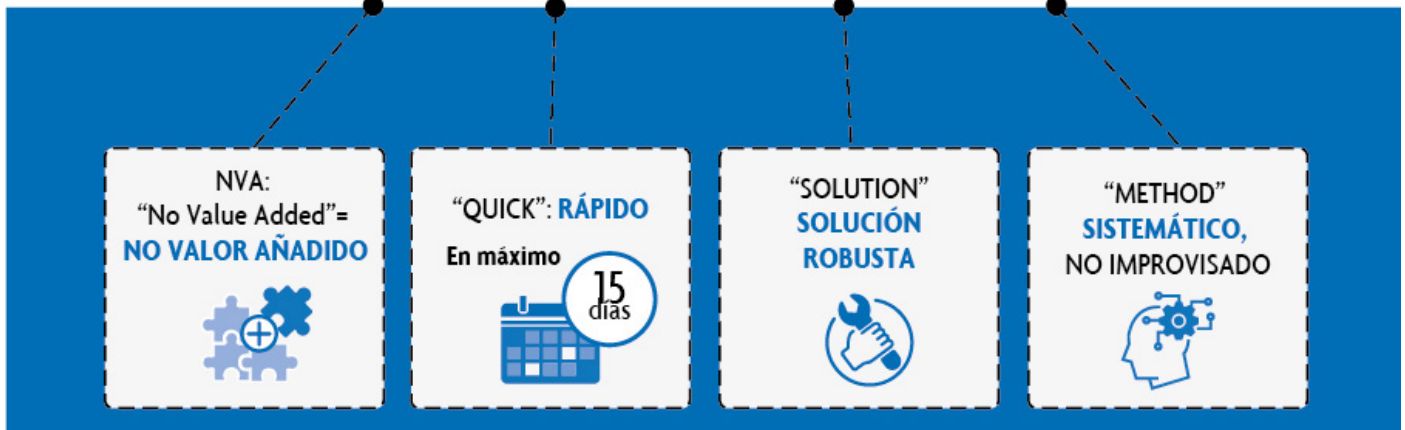 NVA:
“No Value Added”=
NO VALOR AÑADIDO
“QUICK”: RÁPIDO
En máximo
15
días
“SOLUTION”
SOLUCIÓN
ROBUSTA
“METHOD”
SISTEMÁTICO,
NO IMPROVISADO